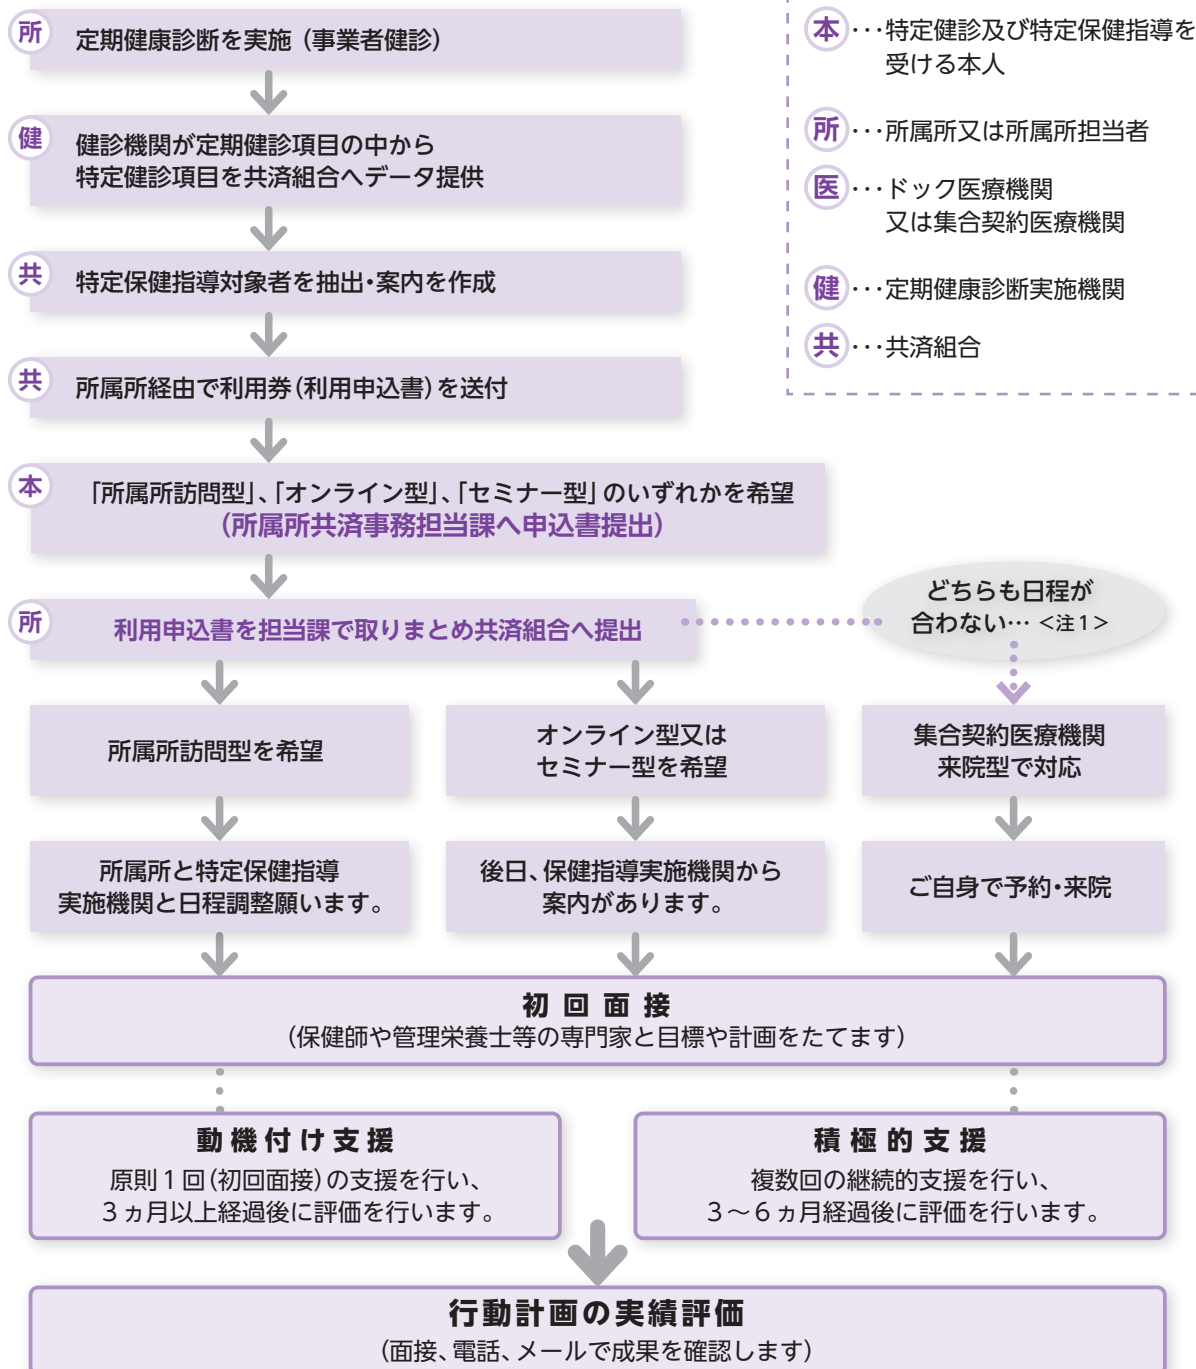 所 定期健康診断を実施（事業者健診）
健 健診機関が定期健診項目の中から
特定健診項目を共済組合へデータ提供
共 特定保健指導対象者を抽出・案内を作成
共 所属所経由で利用券（利用申込書）を送付
本 「所属所訪問型」、「オンライン型」、「セミナー型」のいずれかを希望
（所属所共済事務担当課へ申込書提出）
所 利用申込書を担当課で取りまとめ共済組合へ提出
どちらも日程が
合わない… <注1>
所属所訪問型を希望
オンライン型又は
セミナー型を希望
集合契約医療機関
来院型で対応
所属所と特定保健指導
実施機関と日程調整願います。
後日、保健指導実施機関から
案内があります。
ご自身で予約・来院
初回面接
（保健師や管理栄養士等の専門家と目標や計画をたてます）
動機付け支援
原則1回（初回面接）の支援を行い、
3ヵ月以上経過後に評価を行います。
積極的支援
複数回の継続的支援を行い、
3〜6ヵ月経過後に評価を行います。
行動計画の実績評価
（面接、電話、メールで成果を確認します）
本…特定健診及び特定保健指導を
受ける本人
所…所属所又は所属所担当者
医…ドック医療機関
又は集合契約医療機関
健…定期健康診断実施機関
共…共済組合